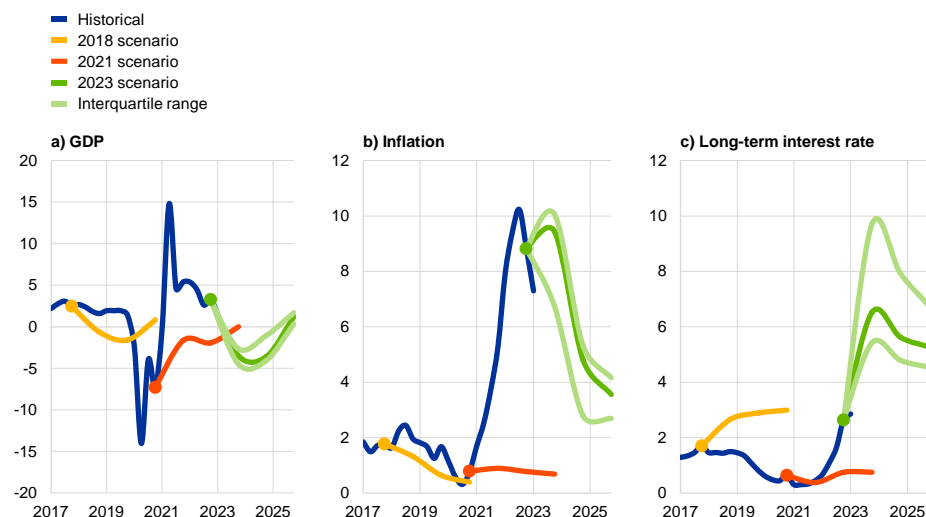 Historical
2018 scenario
2021 scenario
2023 scenario
Interquartile range
a) GDP
20
15
10
5
0
-5
-10
-15
-20
2017 2019 2021 2023 2025
b) Inflation
12
10
8
6
4
2
0
2017 2019 2021 2023 2025
c) Long-term interest rate
12
10
8
6
4
2
0
2017 2019 2021 2023 2025